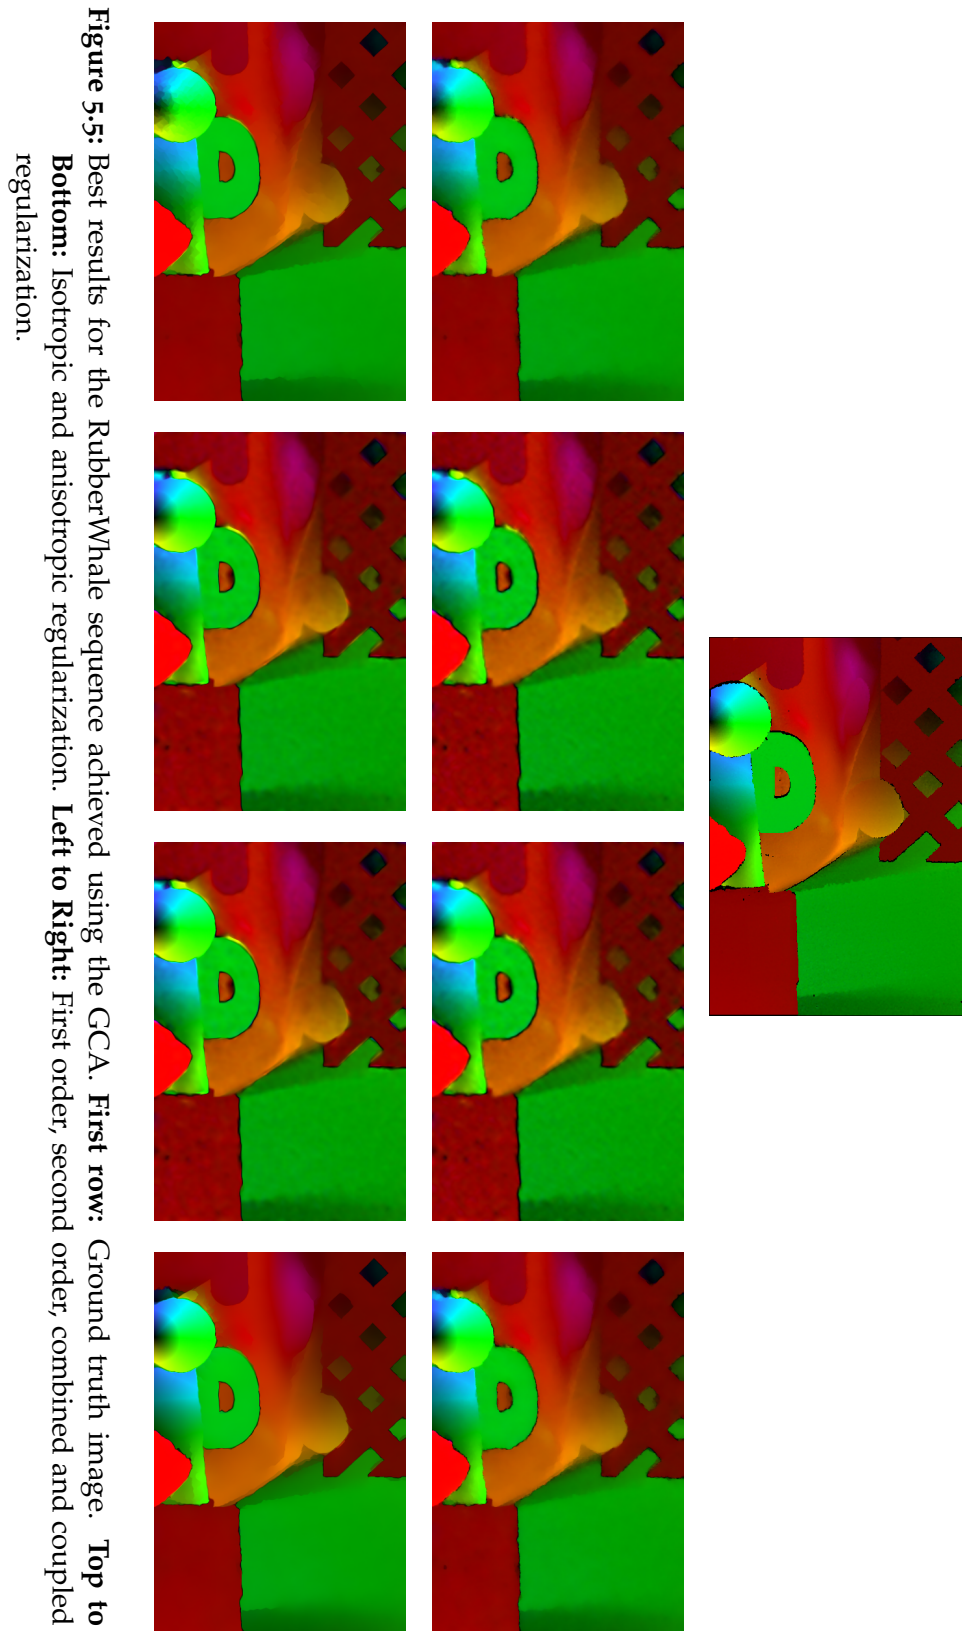 Figure 5.5: Best results for the RubberWhale sequence achieved using the GCA. First row: Ground truth image. Top to
Bottom: Isotropic and anisotropic regularization. Left to Right: First order, second order, combined and coupled
regularization.